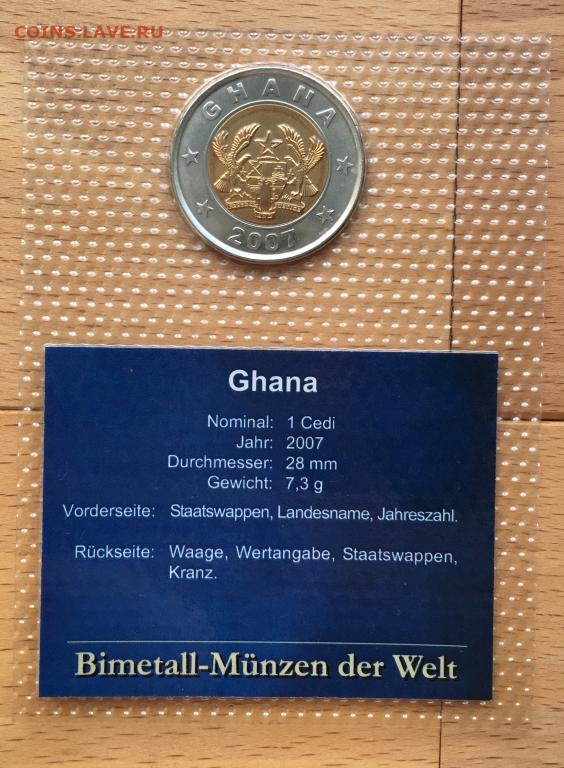 COINS.LAVE.RU
GHANA
2007
Ghana
Nominal: 1 Cedi
Jahr: 2007
Durchmesser: 28 mm
Gewicht: 7,3 g
Vorderseite: Staatswappen, Landesname, Jahreszahl.
Rückseite: Waage, Wertangabe, Staatswappen,
Kranz.
Bimetall-Münzen der Welt